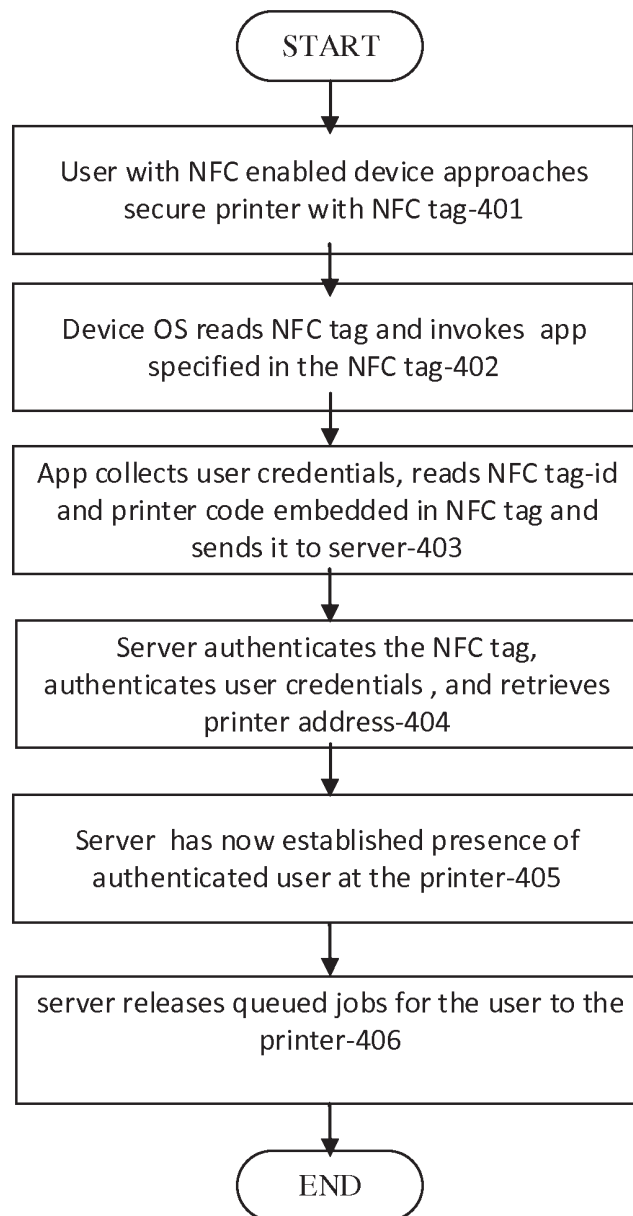 START
User with NFC enabled device approaches
secure printer with NFC tag-401
Device OS reads NFC tag and invokes  app
specified in the NFC tag-402
App collects user credentials, reads NFC tag-id
and printer code embedded in NFC tag and
sends it to server-403
Server authenticates the NFC tag,
authenticates user credentials , and retrieves
printer address-404
Server  has now established presence of
authenticated user at the printer-405
server releases queued jobs for the user to the
printer-406
END